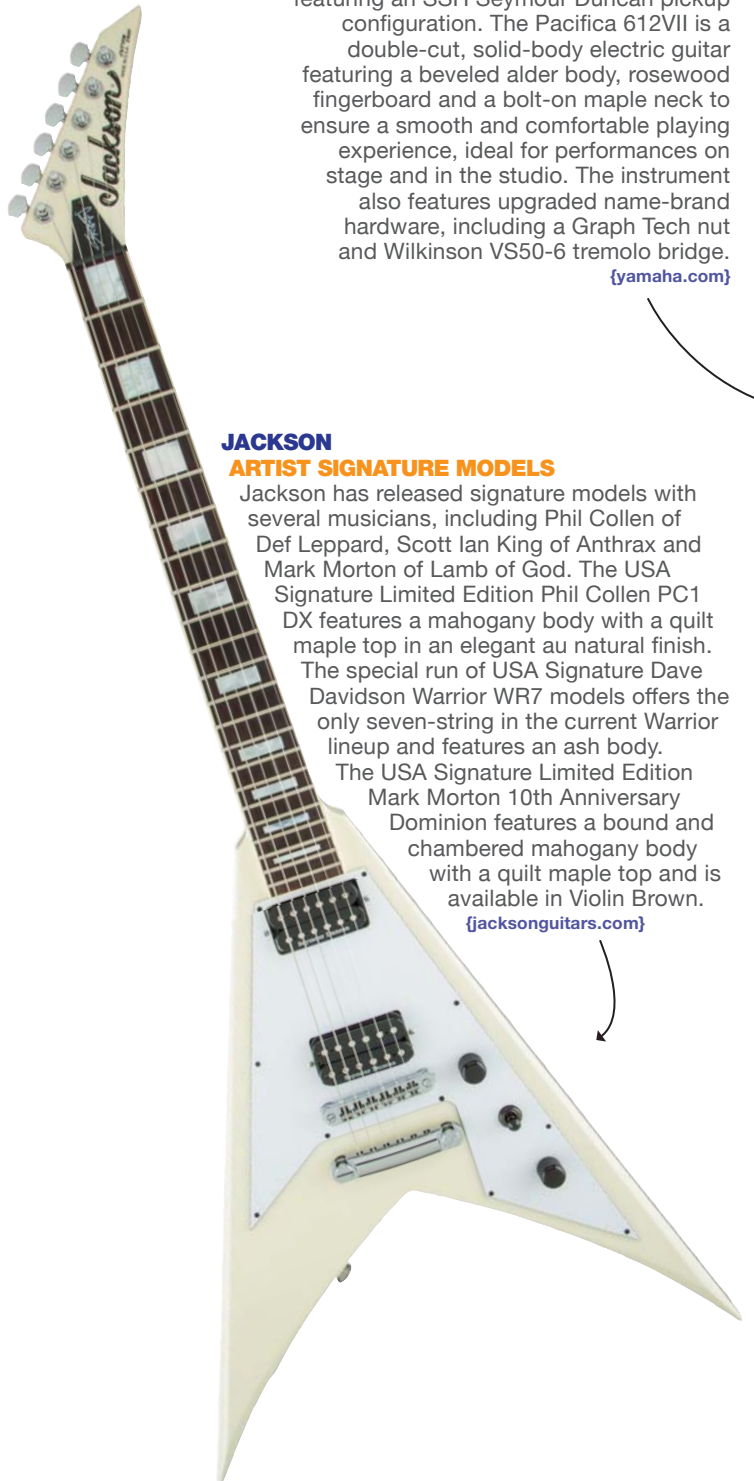 featuring an SSH Seymour Duncan pickup
configuration. The Pacifica 612VII is a
double-cut, solid-body electric guitar
featuring a beveled alder body, rosewood
fingerboard and a bolt-on maple neck to
ensure a smooth and comfortable playing
experience, ideal for performances on
stage and in the studio. The instrument
also features upgraded name-brand
hardware, including a Graph Tech nut
and Wilkinson VS50-6 tremolo bridge.
{yamaha.com}
Jackson
JACKSON
ARTIST SIGNATURE MODELS
Jackson has released signature models with
several musicians, including Phil Collen of
Def Leppard, Scott Ian King of Anthrax and
Mark Morton of Lamb of God. The USA
Signature Limited Edition Phil Collen PC1
DX features a mahogany body with a quilt
maple top in an elegant au natural finish.
The special run of USA Signature Dave
Davidson Warrior WR7 models offers the
only seven-string in the current Warrior
lineup and features an ash body.
The USA Signature Limited Edition
Mark Morton 10th Anniversary
Dominion features a bound and
chambered mahogany body
with a quilt maple top and is
available in Violin Brown.
{jacksonguitars.com}